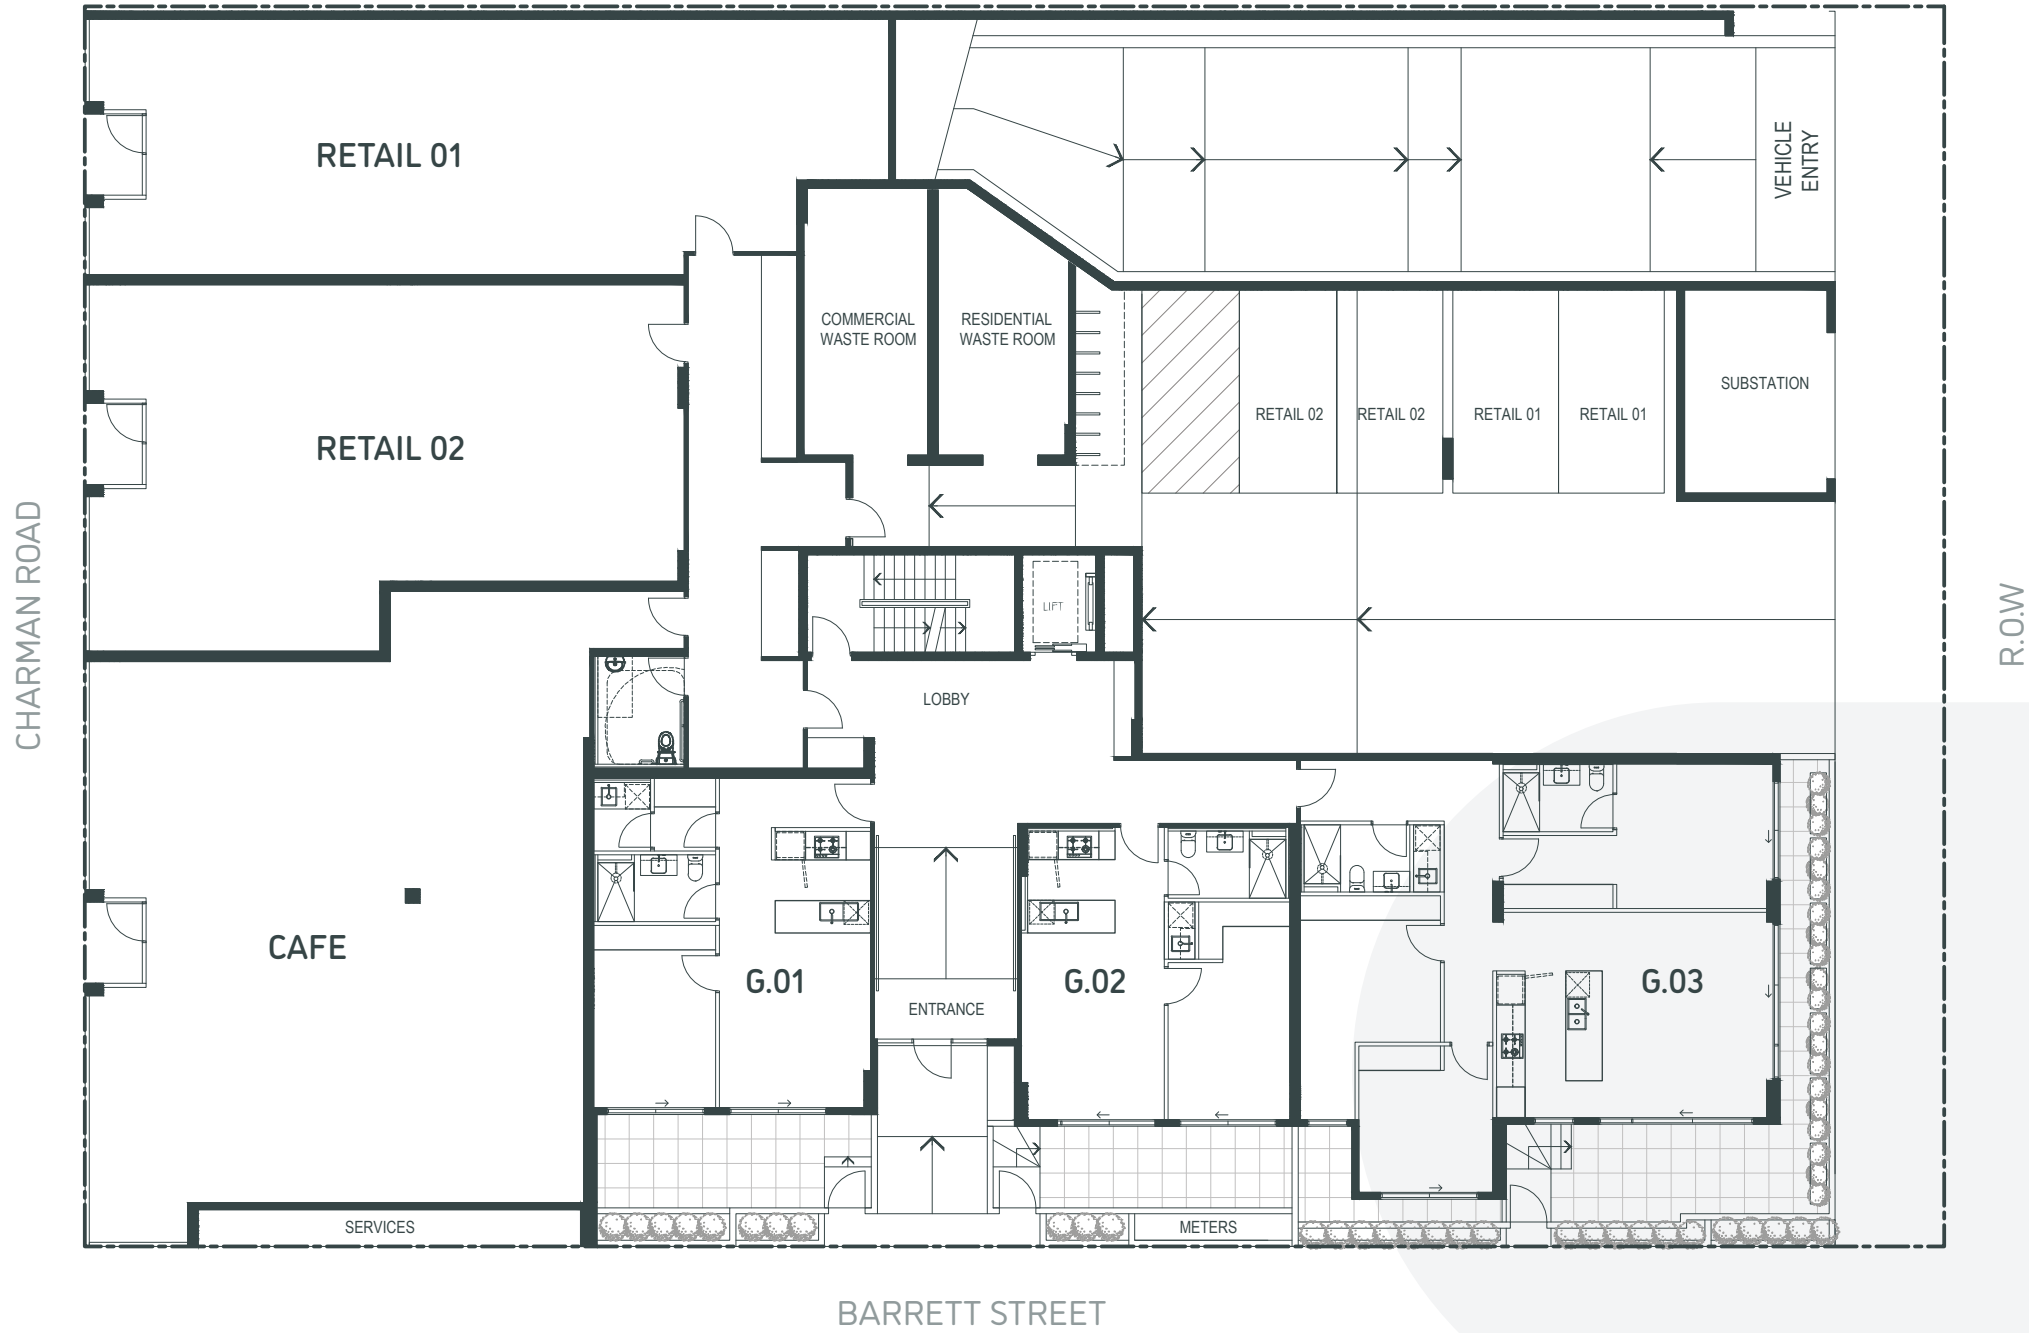 RETAIL 01
VEHICLE
ENTRY
COMMERCIAL
WASTE ROOM
RESIDENTIAL
WASTE ROOM
SUBSTATION
RETAIL 02
RETAIL 02
RETAIL 01
RETAIL 01
RETAIL 02
CHARMAN ROAD
R.O.W
LIFT
LOBBY
CAFE
G.01
G.02
G.03
ENTRANCE
SERVICES
METERS
BARRETT STREET